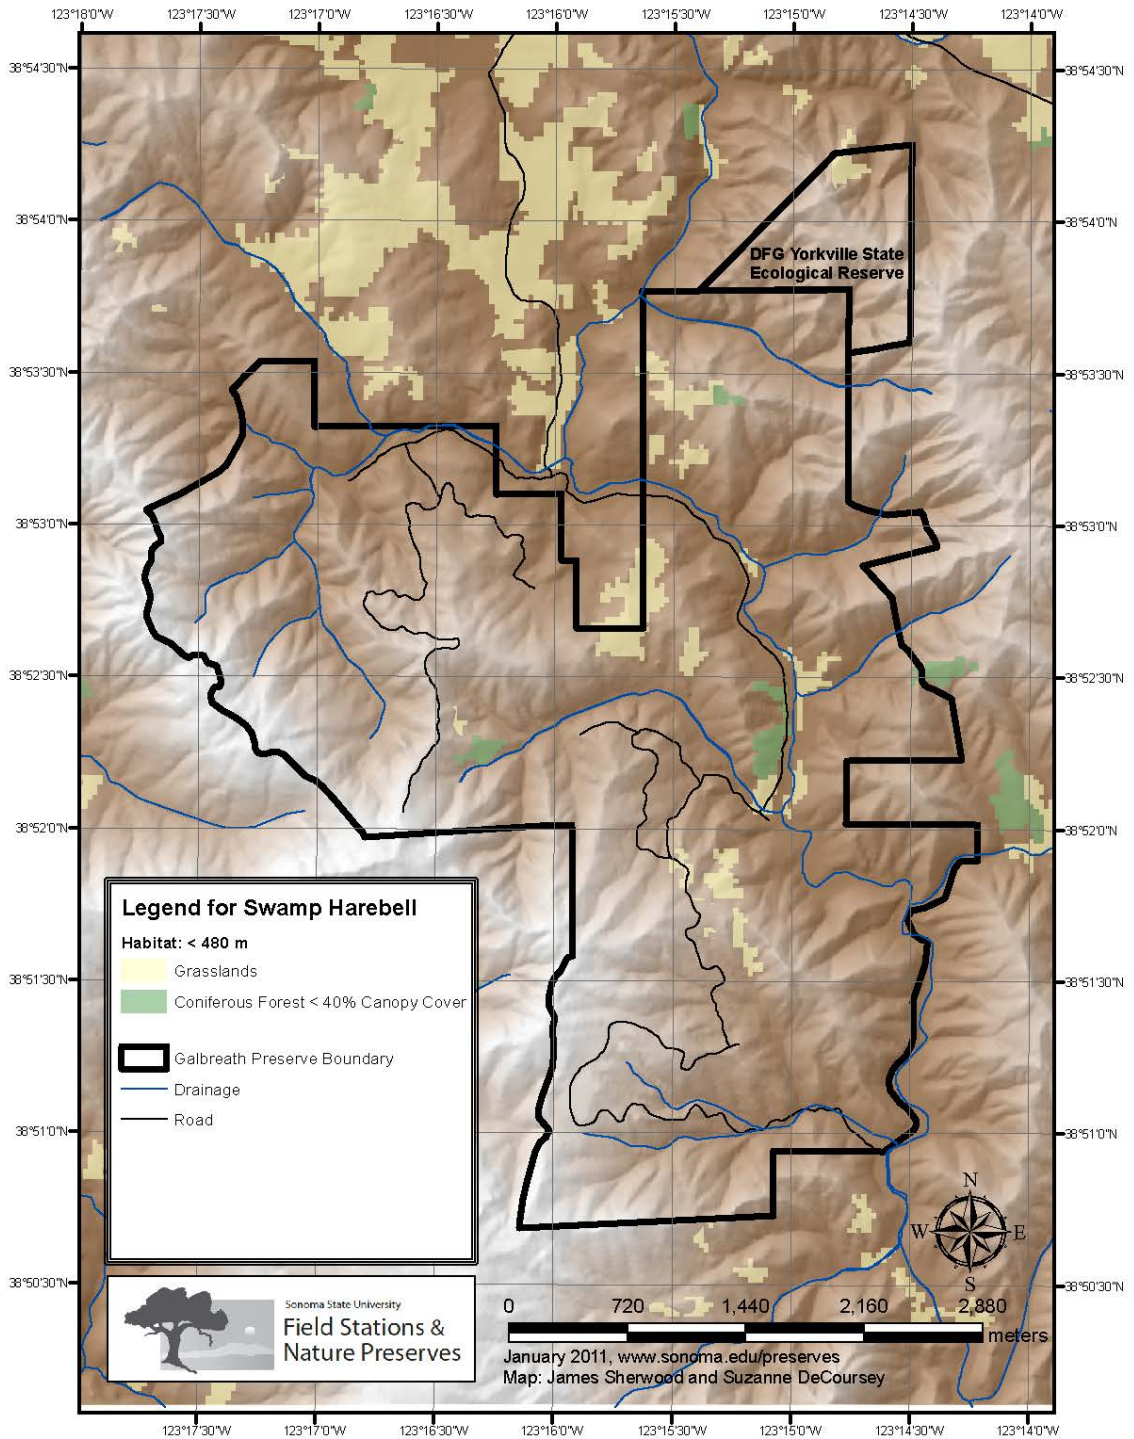 123°18'0"W 123°17'30"W 123°17'0"W 123°16'30"W 123°16'0"W 123°15'30"W 123°15'0"W 123°14'30"W 123°14'0"W
38°54'30"N 38°54'30"N
38°54'0"N 38°54'0"N
DFG Yorkville State
Ecological Reserve
38°53'30"N 38°53'30"N
38°53'0"N 38°53'0"N
38°52'30"N 38°52'30"N
38°52'0"N 38°52'0"N
Legend for Swamp Harebell
Habitat: < 480 m
Grasslands
Coniferous Forest < 40% Canopy Cover
Galbreath Preserve Boundary
Drainage
Road
38°51'30"N 38°51'30"N
38°51'0"N 38°51'0"N
N
W E
S
38°50'30"N 38°50'30"N
Sonoma State University
Field Stations &
Nature Preserves
0 720 1,440 2,160 2,880
meters
January 2011, www.sonoma.edu/preserves
Map: James Sherwood and Suzanne DeCoursey
123°17'30"W 123°17'0"W 123°16'30"W 123°16'0"W 123°15'30"W 123°15'0"W 123°14'30"W 123°14'0"W